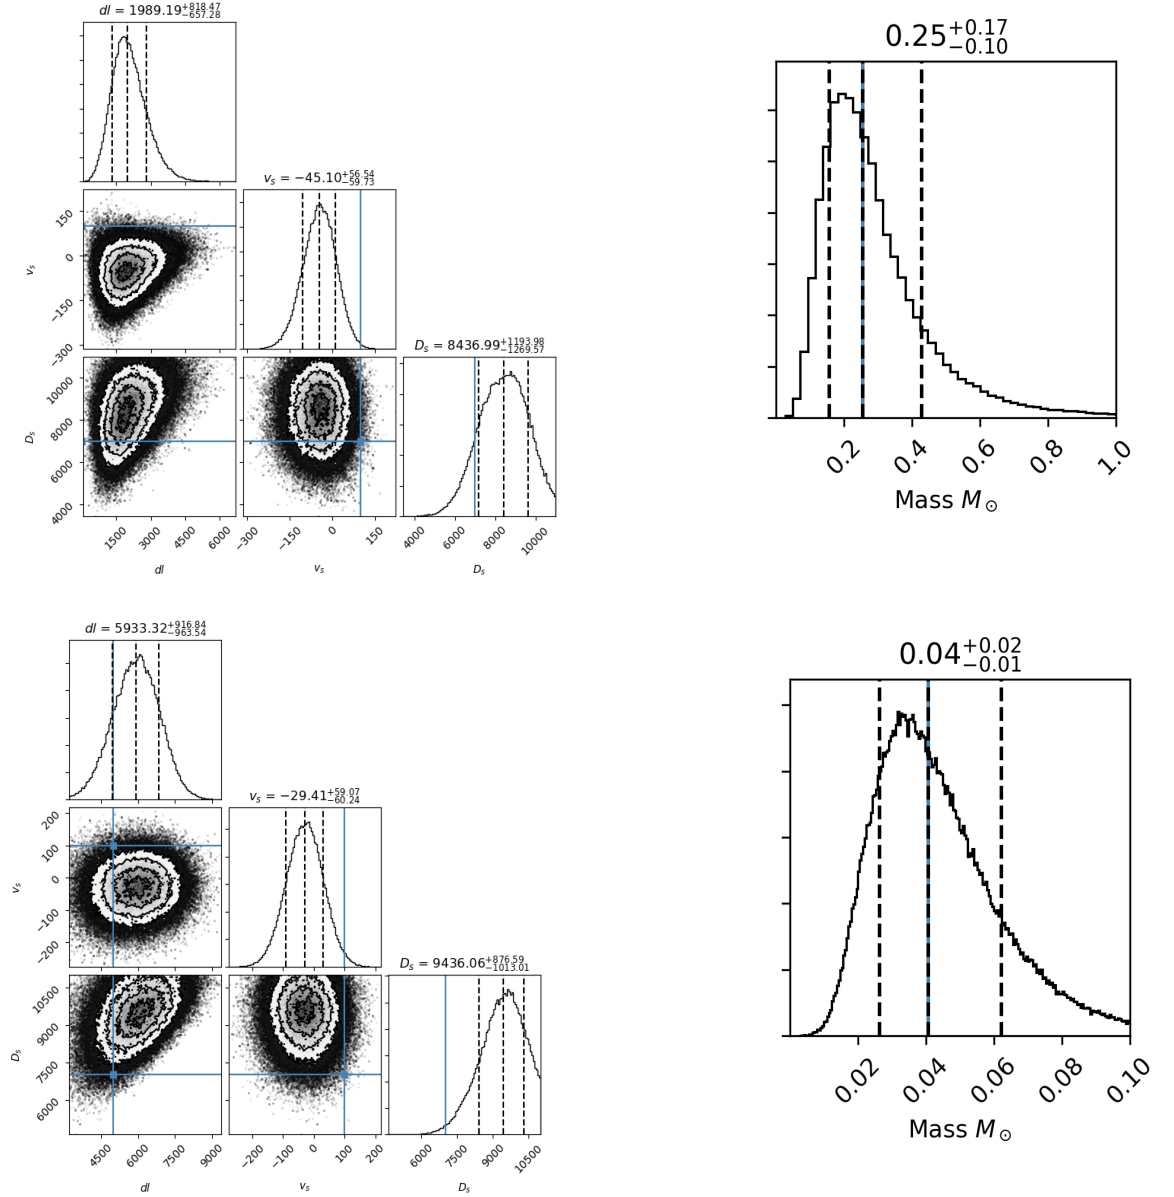 dl = 1989.19+818.47−657.28
0.25+0.17−0.10
150
0
−150
−300
v_s
v_s = −45.10+56.54−59.73
10000
8000
6000
4000
D_s
D_s = 8436.99+1193.98−1269.57
1500 3000 4500 6000
−300 −150 0 150
4000 6000 8000 10000
dl v_s D_s
0.2 0.4 0.6 0.8 1.0
Mass M⊙
dl = 5933.32+916.84−963.54
0.04+0.02−0.01
200
100
0
−100
−200
v_s
v_s = −29.41+59.07−60.24
10500
9000
7500
6000
D_s
D_s = 9436.06+876.59−1013.01
4500 6000 7500 9000
−200 −100 0 100 200
6000 7500 9000 10500
dl v_s D_s
0.02 0.04 0.06 0.08 0.10
Mass M⊙